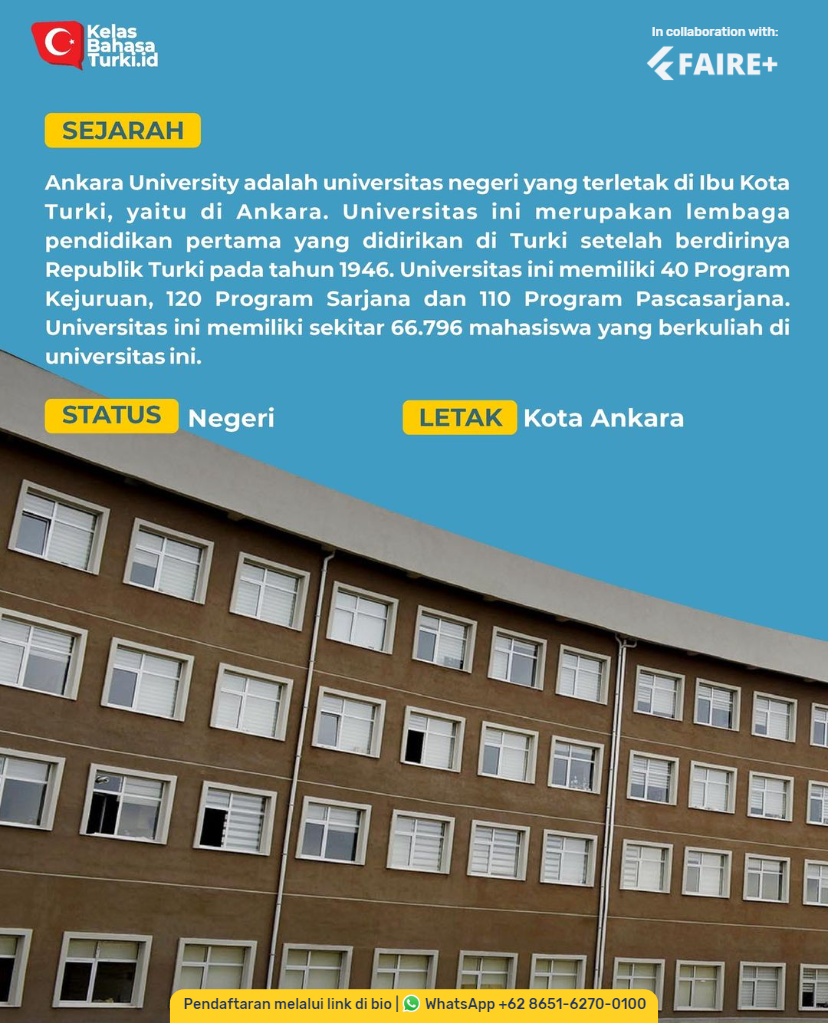 Kelas
Bahasa
Turki.id
In collaboration with:
FAIRE+
SEJARAH
Ankara University adalah universitas negeri yang terletak di Ibu Kota
Turki, yaitu di Ankara. Universitas ini merupakan lembaga
pendidikan pertama yang didirikan di Turki setelah berdirinya
Republik Turki pada tahun 1946. Universitas ini memiliki 40 Program
Kejuruan, 120 Program Sarjana dan 110 Program Pascasarjana.
Universitas ini memiliki sekitar 66.796 mahasiswa yang berkuliah di
universitas ini.
STATUS Negeri
LETAK Kota Ankara
Pendaftaran melalui link di bio | WhatsApp +62 8651-6270-0100